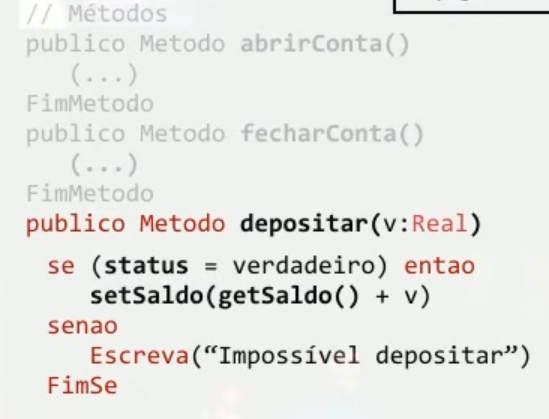 // Métodos
publico Metodo abrirConta()
(...)
FimMetodo
publico Metodo fecharConta()
(...)
FimMetodo
publico Metodo depositar(v:Real)
se (status = verdadeiro) entao
setSaldo(getSaldo() + v)
senao
Escreva(“Impossível depositar”)
FimSe